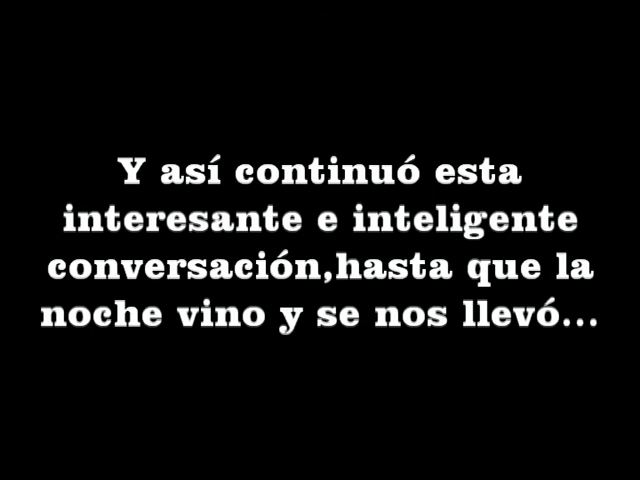 Y así continuó esta
interesante e inteligente
conversación,hasta que la
noche vino y se nos llevó...